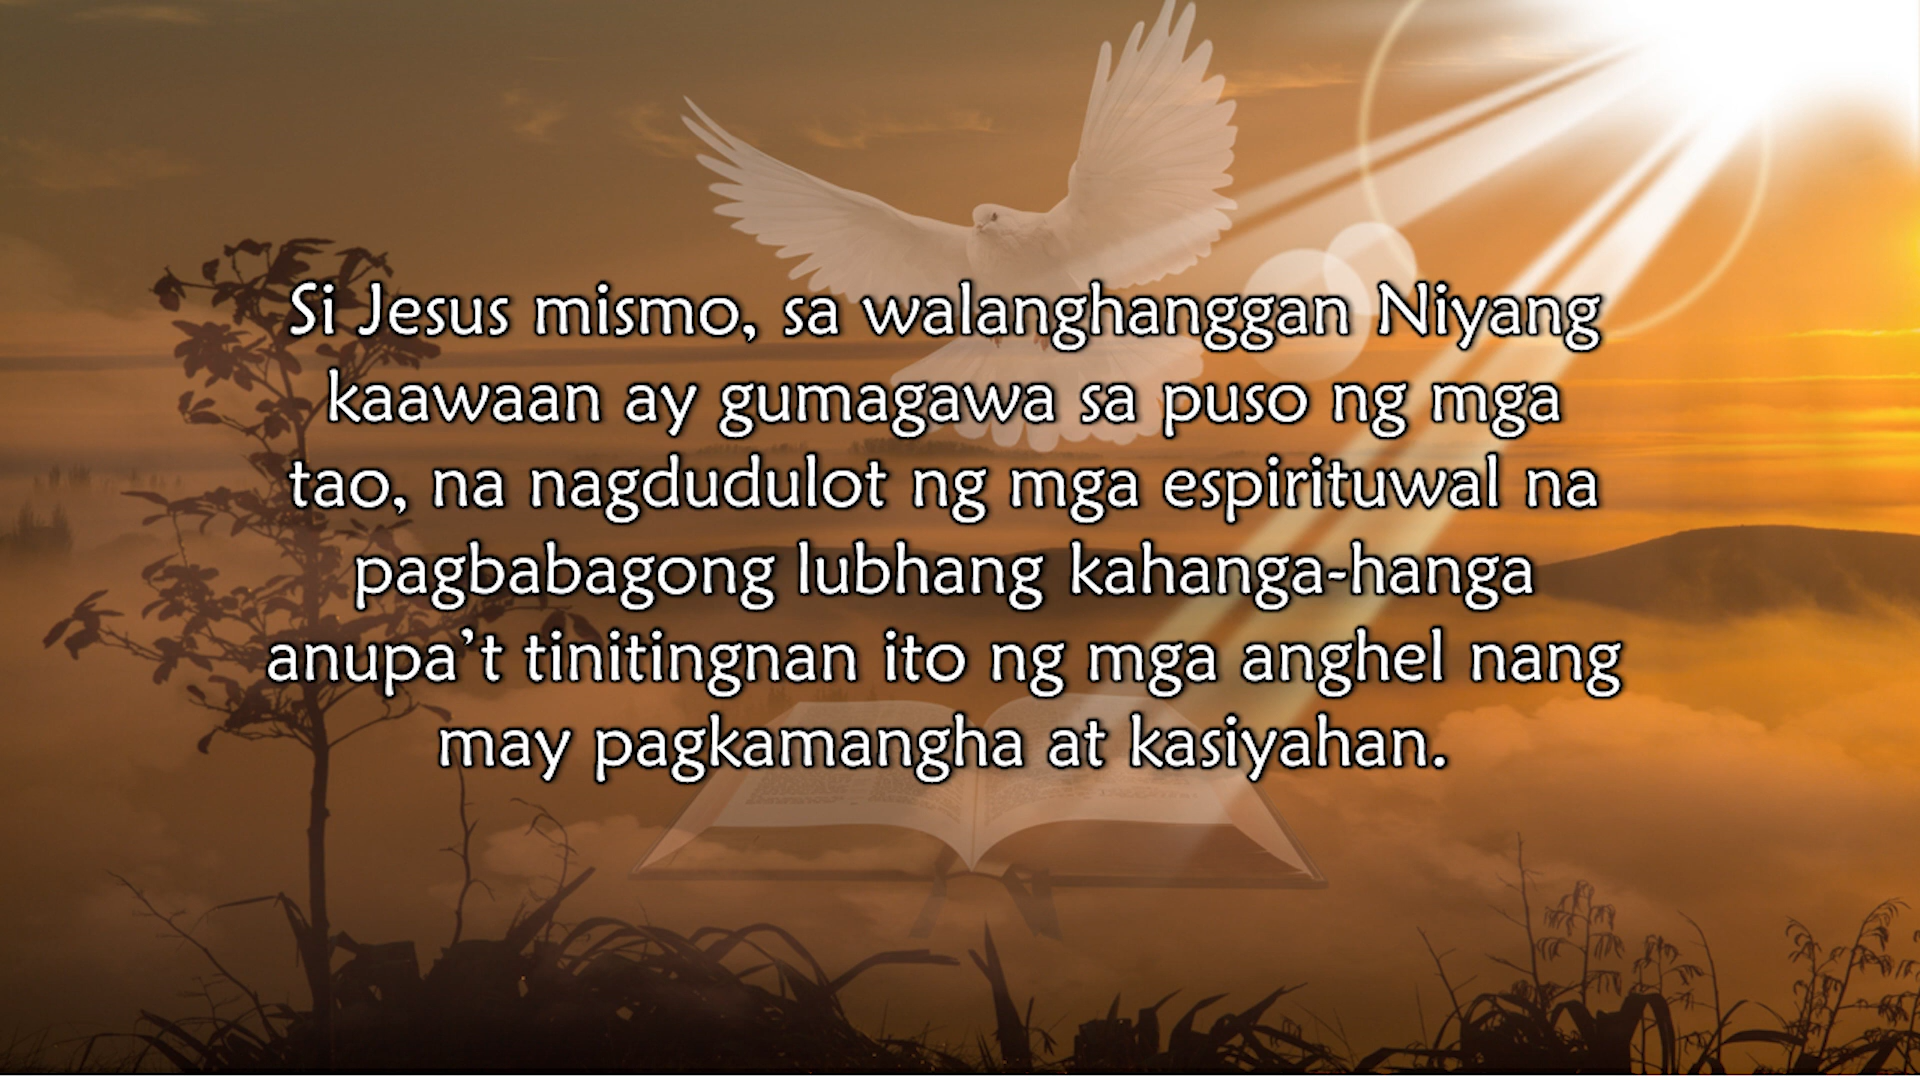 Si Jesus mismo, sa walanghanggan Niyang
kaawaan ay gumagawa sa puso ng mga
tao, na nagdudulot ng mga espirituwal na
pagbabagong lubhang kahanga-hanga
anupa’t tinitingnan ito ng mga anghel nang
may pagkamangha at kasiyahan.